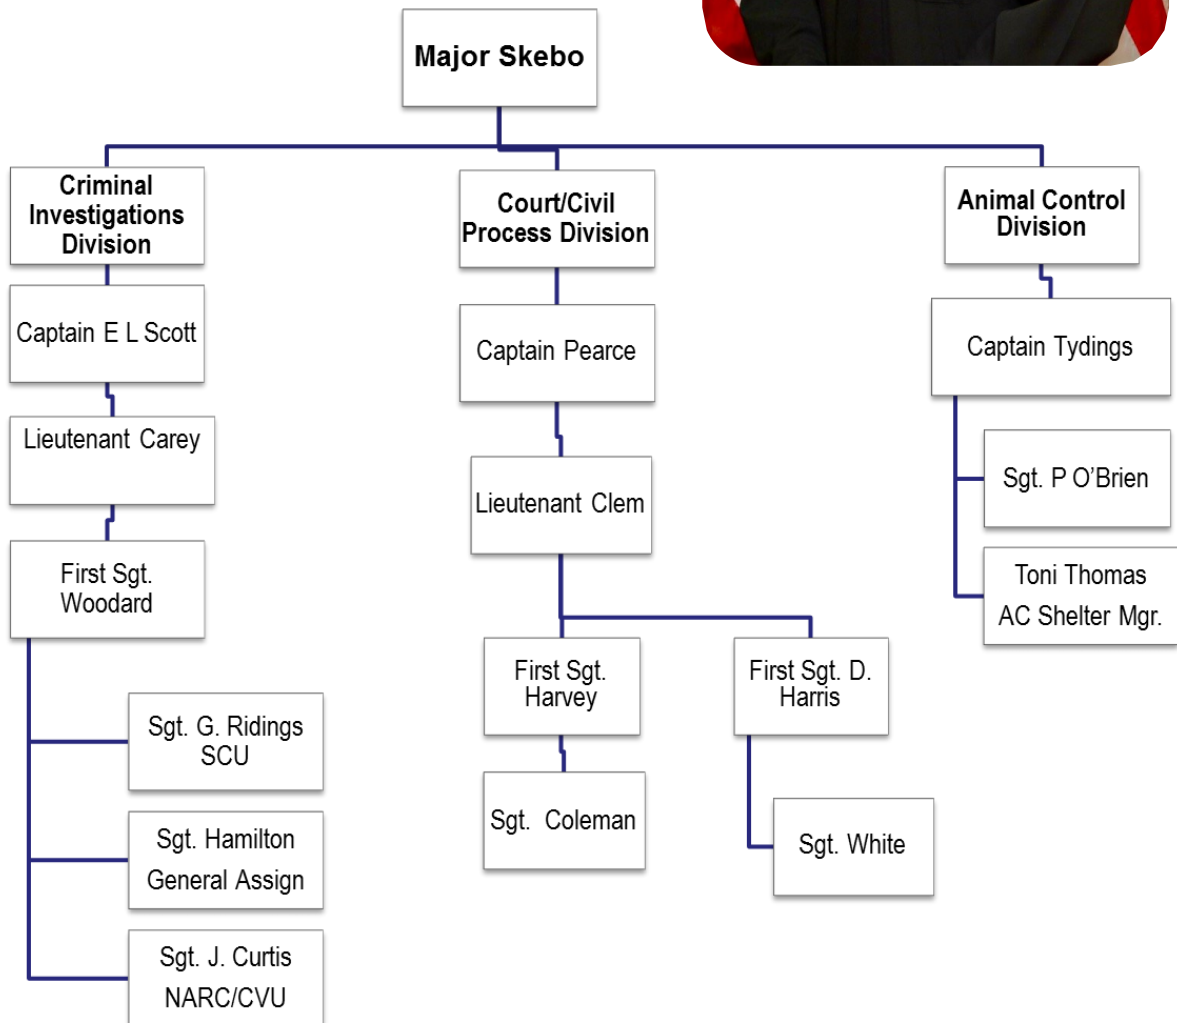 Major Skebo
Criminal
Investigations
Division
Court/Civil
Process Division
Animal Control
Division
Captain E L Scott
Captain Pearce
Captain Tydings
Lieutenant Carey
Lieutenant Clem
Sgt. P O’Brien
First Sgt.
Woodard
Toni Thomas
AC Shelter Mgr.
First Sgt.
Harvey
First Sgt. D.
Harris
Sgt. G. Ridings
SCU
Sgt. Coleman
Sgt. White
Sgt. Hamilton
General Assign
Sgt. J. Curtis
NARC/CVU